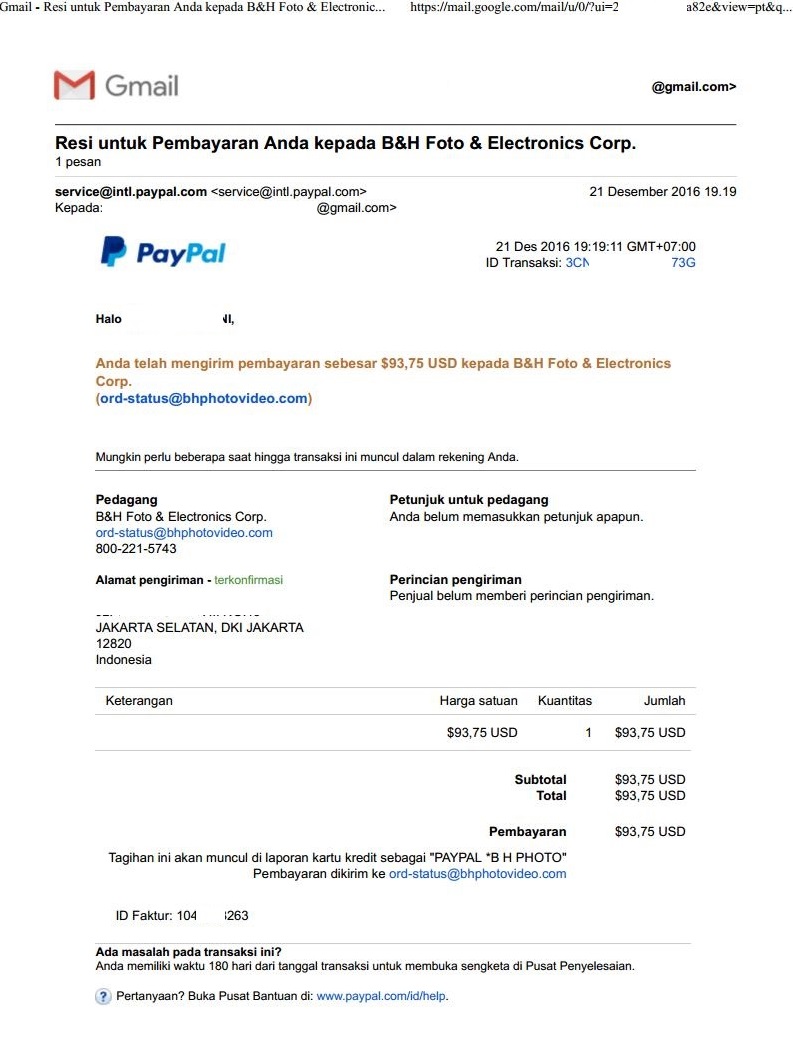 Gmail - Resi untuk Pembayaran Anda kepada B&H Foto & Electronic... https://mail.google.com/mail/u/0/?ui=2 a82e&view=pt&q...
Gmail
@gmail.com>
Resi untuk Pembayaran Anda kepada B&H Foto & Electronics Corp.
1 pesan
service@intl.paypal.com <service@intl.paypal.com> 21 Desember 2016 19.19
Kepada: @gmail.com>
PayPal
21 Des 2016 19:19:11 GMT+07:00
ID Transaksi: 3CN 73G
Halo NI,
Anda telah mengirim pembayaran sebesar $93,75 USD kepada B&H Foto & Electronics
Corp.
(ord-status@bhphotovideo.com)
Mungkin perlu beberapa saat hingga transaksi ini muncul dalam rekening Anda.
Pedagang
B&H Foto & Electronics Corp.
ord-status@bhphotovideo.com
800-221-5743
Petunjuk untuk pedagang
Anda belum memasukkan petunjuk apapun.
Alamat pengiriman - terkonfirmasi
JAKARTA SELATAN, DKI JAKARTA
12820
Indonesia
Perincian pengiriman
Penjual belum memberi perincian pengiriman.
Keterangan Harga satuan Kuantitas Jumlah
$93,75 USD 1 $93,75 USD
Subtotal $93,75 USD
Total $93,75 USD
Pembayaran $93,75 USD
Tagihan ini akan muncul di laporan kartu kredit sebagai "PAYPAL *B H PHOTO"
Pembayaran dikirim ke ord-status@bhphotovideo.com
ID Faktur: 104 3263
Ada masalah pada transaksi ini?
Anda memiliki waktu 180 hari dari tanggal transaksi untuk membuka sengketa di Pusat Penyelesaian.
? Pertanyaan? Buka Pusat Bantuan di: www.paypal.com/id/help.